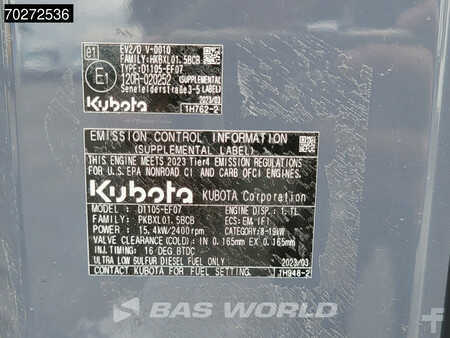 70272536
01 EV2/D V-0010
FAMILY:HKBXL01.5BCB
TYPE:D1105-EF07
E1 120R-020252
(SUPPLEMENTAL LABEL)
Senefelderstraße3-5
2023/03
Kubota 1H762-2
EMISSION CONTROL INFORMATION
(SUPPLEMENTAL LABEL)
THIS ENGINE MEETS 2023 Tier4 EMISSION REGULATIONS
FOR U.S.EPA NONROAD CI AND CARB OFCI ENGINES.
Kubota KUBOTA Corporation
MODEL : D1105-EF07 ENGINE DISP.:1.1L
FAMILY: PKBXL01.5BCB ECS:EM,IFI
POWER : 15.4kW/2400rpm CATEGORY:8-19kW
VALVE CLEARANCE(COLD): IN 0.165mm EX 0.165mm
INJ.TIMING: 16 DEG.BTDC
ULTRA LOW SULFUR DIESEL FUEL ONLY 2023/03
CONTACT KUBOTA FOR FUEL SETTING. 1H948-2
BAS WORLD